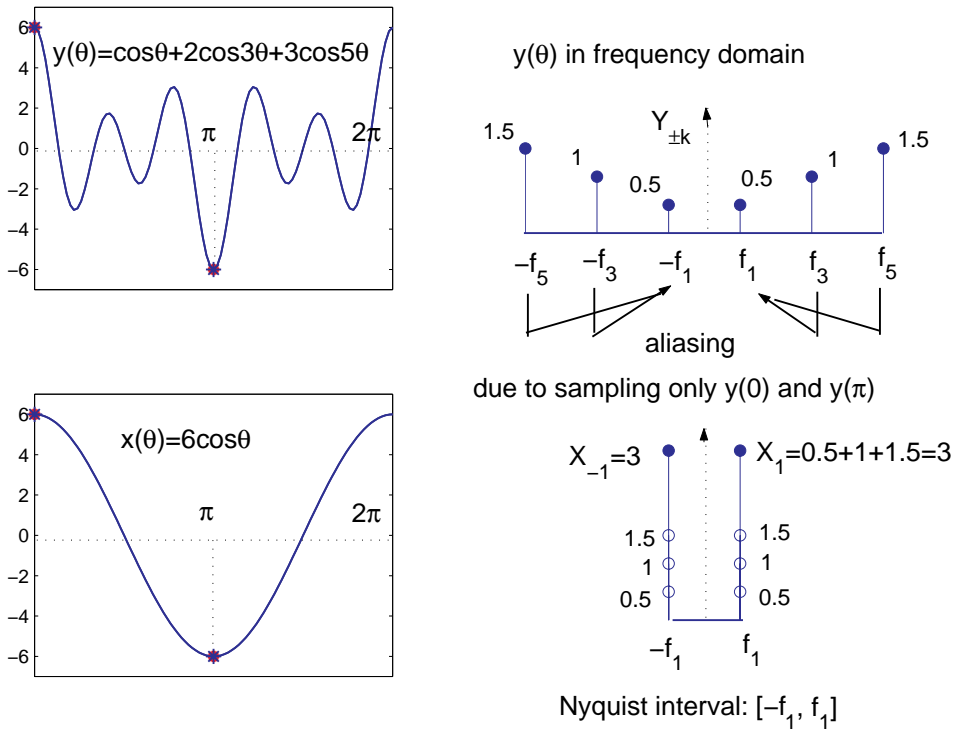 y(θ)=cosθ+2cos3θ+3cos5θ
6
4
2
0
−2
−4
−6
π
2π
y(θ) in frequency domain
Y±k
1.5
1
0.5
0.5
1
1.5
−f5
−f3
−f1
f1
f3
f5
aliasing
due to sampling only y(0) and y(π)
x(θ)=6cosθ
6
4
2
0
−2
−4
−6
π
2π
X−1=3
X1=0.5+1+1.5=3
1.5
1
0.5
1.5
1
0.5
−f1
f1
Nyquist interval: [−f1, f1]